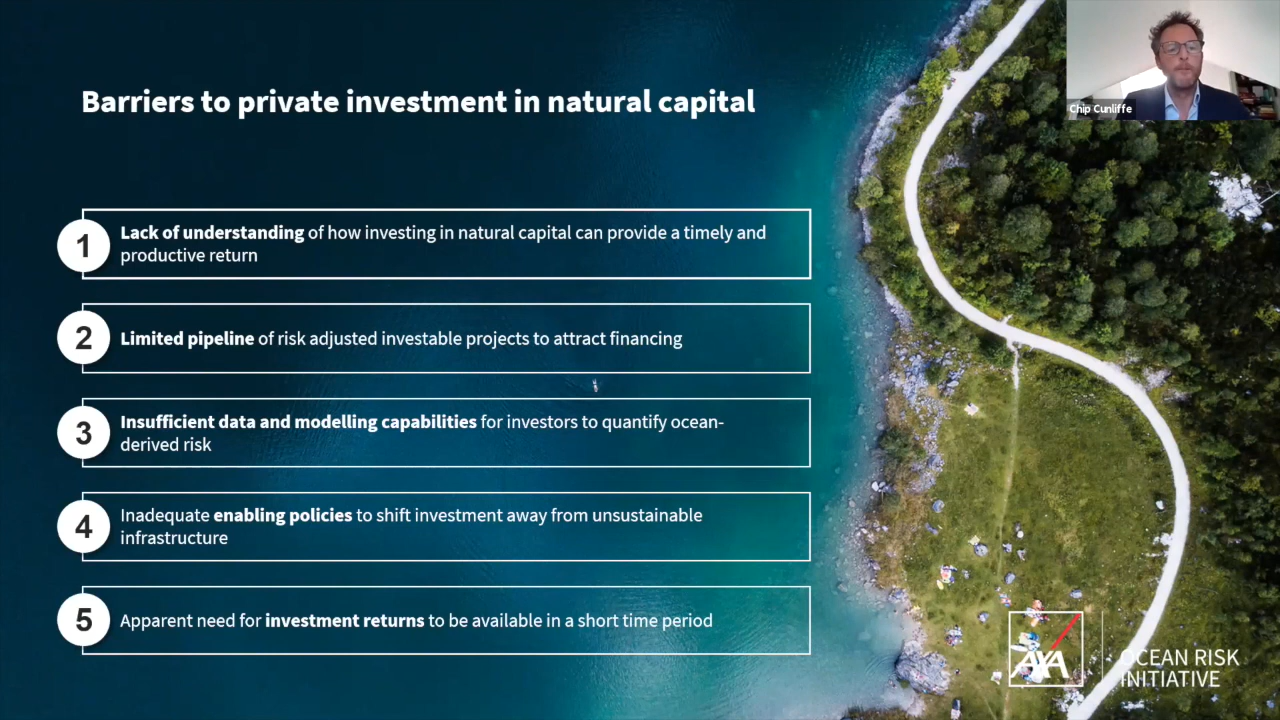 Barriers to private investment in natural capital
Chip Cunliffe
1
Lack of understanding of how investing in natural capital can provide a timely and
productive return
2
Limited pipeline of risk adjusted investable projects to attract financing
3
Insufficient data and modelling capabilities for investors to quantify ocean-
derived risk
4
Inadequate enabling policies to shift investment away from unsustainable
infrastructure
5
Apparent need for investment returns to be available in a short time period
AXA
OCEAN RISK
INITIATIVE